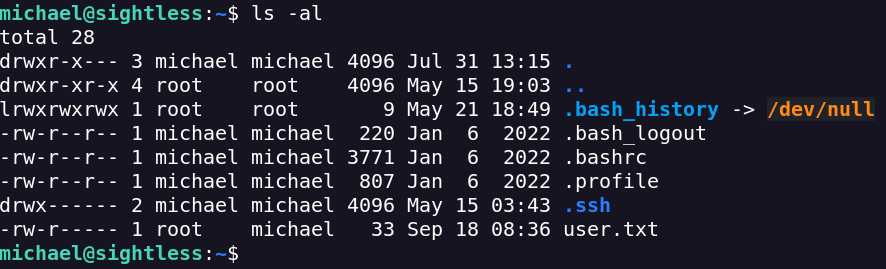 michael@sightless:~$ ls -al
total 28
drwxr-x--- 3 michael michael 4096 Jul 31 13:15 .
drwxr-xr-x 4 root    root    4096 May 15 19:03 ..
lrwxrwxrwx 1 root    root       9 May 21 18:49 .bash_history -> /dev/null
-rw-r--r-- 1 michael michael  220 Jan  6  2022 .bash_logout
-rw-r--r-- 1 michael michael 3771 Jan  6  2022 .bashrc
-rw-r--r-- 1 michael michael  807 Jan  6  2022 .profile
drwx------ 2 michael michael 4096 May 15 03:43 .ssh
-rw-r----- 1 root    michael   33 Sep 18 08:36 user.txt
michael@sightless:~$